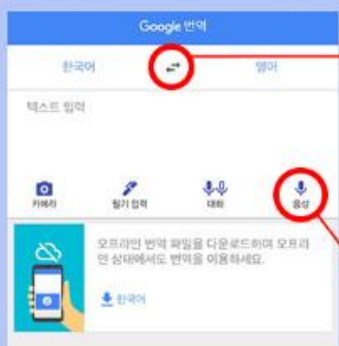 Google 번역
한국어 영어
텍스트 입력
카메라 필기 입력 대화 음성
오프라인 번역 파일을 다운로드하여 오프라
인 상태에서도 번역을 이용하세요.
한국어